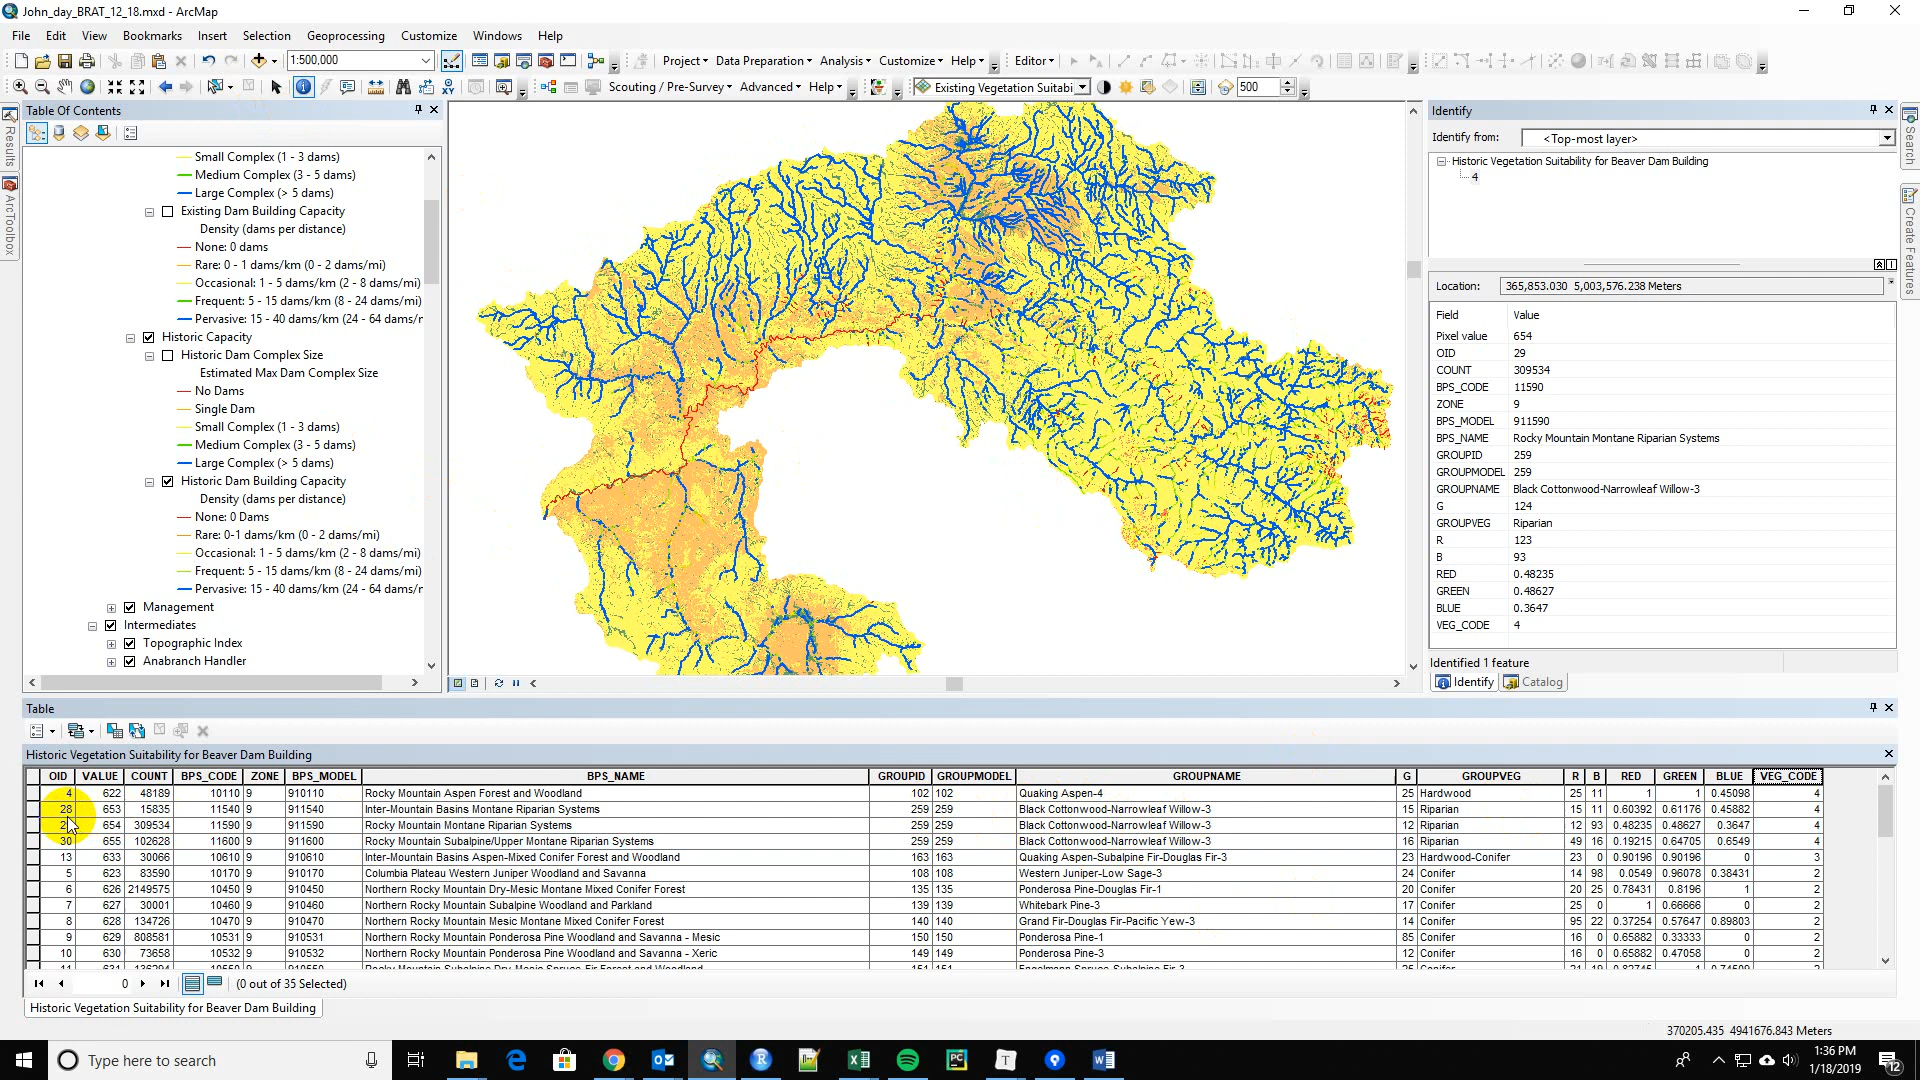 John_day_BRAT_12_18.mxd - ArcMap
File Edit View Bookmarks Insert Selection Geoprocessing Customize Windows Help
1:500,000 Project Data Preparation Analysis Customize Help Editor
Scouting / Pre-Survey Advanced Help Existing Vegetation Suitabi 500
Results
ArcToolbox
Table Of Contents
Small Complex (1 - 3 dams)
Medium Complex (3 - 5 dams)
Large Complex (> 5 dams)
Existing Dam Building Capacity
Density (dams per distance)
None: 0 dams
Rare: 0 - 1 dams/km (0 - 2 dams/mi)
Occasional: 1 - 5 dams/km (2 - 8 dams/mi)
Frequent: 5 - 15 dams/km (8 - 24 dams/mi)
Pervasive: 15 - 40 dams/km (24 - 64 dams/r
Historic Capacity
Historic Dam Complex Size
Estimated Max Dam Complex Size
No Dams
Single Dam
Small Complex (1 - 3 dams)
Medium Complex (3 - 5 dams)
Large Complex (> 5 dams)
Historic Dam Building Capacity
Density (dams per distance)
None: 0 Dams
Rare: 0-1 dams/km (0 - 2 dams/mi)
Occasional: 1 - 5 dams/km (2 - 8 dams/mi)
Frequent: 5 - 15 dams/km (8 - 24 dams/mi)
Pervasive: 15 - 40 dams/km (24 - 64 dams/r
Management
Intermediates
Topographic Index
Anabranch Handler
Identify
Identify from: <Top-most layer>
Historic Vegetation Suitability for Beaver Dam Building
4
Location: 365,853.030 5,003,576.238 Meters
Field Value
Pixel value 654
OID 29
COUNT 309534
BPS_CODE 11590
ZONE 9
BPS_MODEL 911590
BPS_NAME Rocky Mountain Montane Riparian Systems
GROUPID 259
GROUPMODEL 259
GROUPNAME Black Cottonwood-Narrowleaf Willow-3
G 124
GROUPVEG Riparian
R 123
B 93
RED 0.48235
GREEN 0.48627
BLUE 0.3647
VEG_CODE 4
Identified 1 feature
Identify Catalog
Search
Create Features
Table
Historic Vegetation Suitability for Beaver Dam Building
OID VALUE COUNT BPS_CODE ZONE BPS_MODEL BPS_NAME GROUPID GROUPMODEL GROUPNAME G GROUPVEG R B RED GREEN BLUE VEG_CODE
4 622 48189 10110 9 910110 Rocky Mountain Aspen Forest and Woodland 102 102 Quaking Aspen-4 25 Hardwood 25 11 1 1 0.45098 4
28 653 15835 11540 9 911540 Inter-Mountain Basins Montane Riparian Systems 259 259 Black Cottonwood-Narrowleaf Willow-3 15 Riparian 15 11 0.60392 0.61176 0.45882 4
654 309534 11590 9 911590 Rocky Mountain Montane Riparian Systems 259 259 Black Cottonwood-Narrowleaf Willow-3 12 Riparian 12 93 0.48235 0.48627 0.3647 4
30 655 102628 11600 9 911600 Rocky Mountain Subalpine/Upper Montane Riparian Systems 259 259 Black Cottonwood-Narrowleaf Willow-3 16 Riparian 49 16 0.19215 0.64705 0.6549 4
13 633 30066 10610 9 910610 Inter-Mountain Basins Aspen-Mixed Conifer Forest and Woodland 163 163 Quaking Aspen-Subalpine Fir-Douglas Fir-3 23 Hardwood-Conifer 23 0 0.90196 0.90196 0 3
5 623 83590 10170 9 910170 Columbia Plateau Western Juniper Woodland and Savanna 108 108 Western Juniper-Low Sage-3 24 Conifer 14 98 0.0549 0.96078 0.38431 2
6 626 2149575 10450 9 910450 Northern Rocky Mountain Dry-Mesic Montane Mixed Conifer Forest 135 135 Ponderosa Pine-Douglas Fir-1 20 Conifer 20 25 0.78431 0.8196 1 2
7 627 30001 10460 9 910460 Northern Rocky Mountain Subalpine Woodland and Parkland 139 139 Whitebark Pine-3 17 Conifer 25 0 1 0.66666 0 2
8 628 134726 10470 9 910470 Northern Rocky Mountain Mesic Montane Mixed Conifer Forest 140 140 Grand Fir-Douglas Fir-Pacific Yew-3 14 Conifer 95 22 0.37254 0.57647 0.89803 2
9 629 808581 10531 9 910531 Northern Rocky Mountain Ponderosa Pine Woodland and Savanna - Mesic 150 150 Ponderosa Pine-1 85 Conifer 16 0 0.65882 0.33333 0 2
10 630 73658 10532 9 910532 Northern Rocky Mountain Ponderosa Pine Woodland and Savanna - Xeric 149 149 Ponderosa Pine-3 12 Conifer 16 0 0.65882 0.47058 0 2
0 (0 out of 35 Selected)
Historic Vegetation Suitability for Beaver Dam Building
370205.435 4941676.843 Meters
Type here to search
1:36 PM
1/18/2019
12